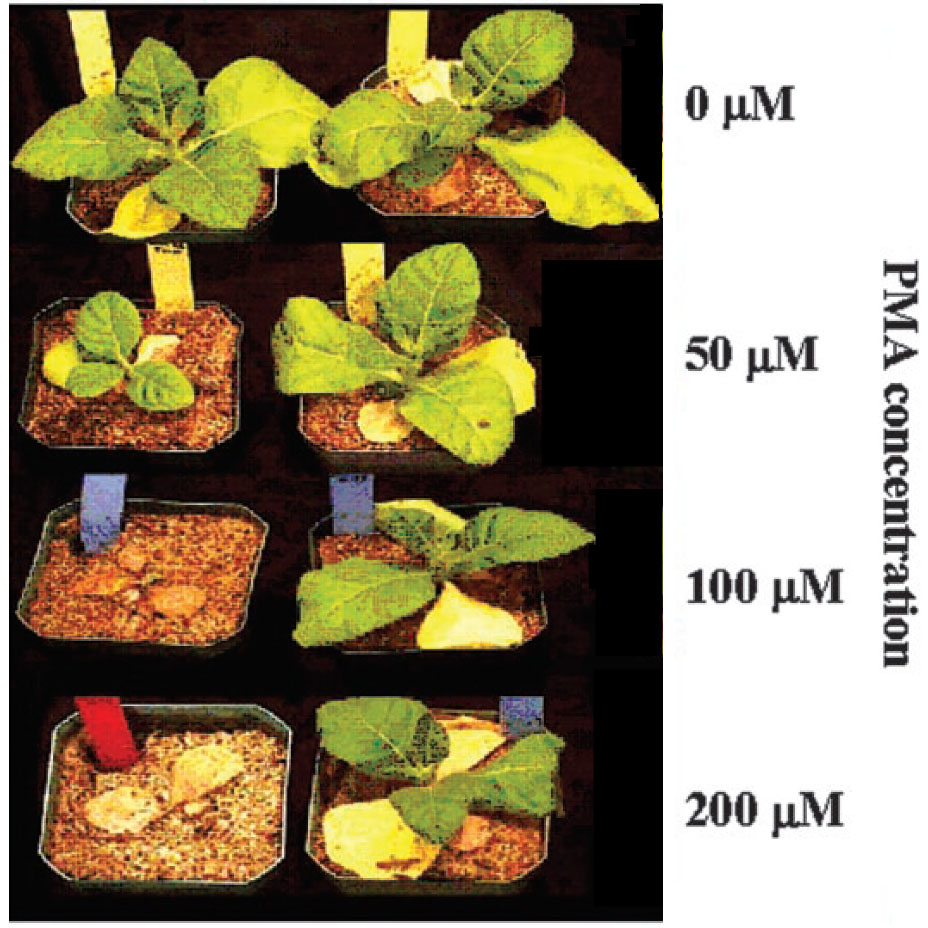 0 μM
50 μM
100 μM
200 μM
PMA concentration